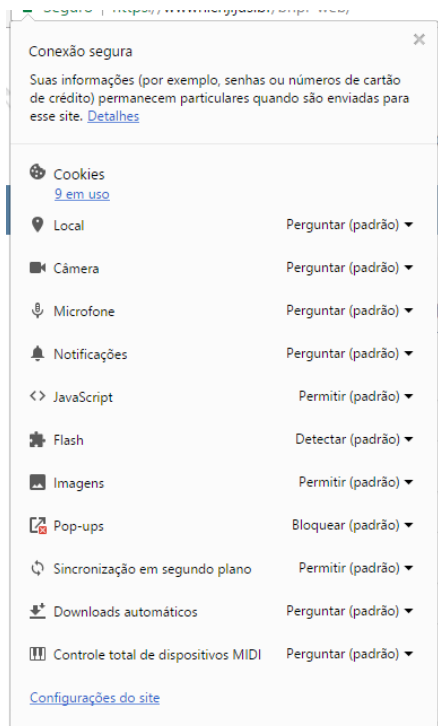 Conexão segura
Suas informações (por exemplo, senhas
ou números de cartão
de crédito) permanecem particulares
quando são enviadas para
esse site. Detalhes
Cookies
9 em uso
Local Perguntar (padrão)
Câmera Perguntar (padrão)
Microfone Perguntar (padrão)
Notificações Perguntar (padrão)
JavaScript Permitir (padrão)
Flash Detectar (padrão)
Imagens Permitir (padrão)
Pop-ups Bloquear (padrão)
Sincronização em segundo plano Permitir (padrão)
Downloads automáticos Perguntar (padrão)
Controle total de dispositivos MIDI Perguntar (padrão)
Configurações do site